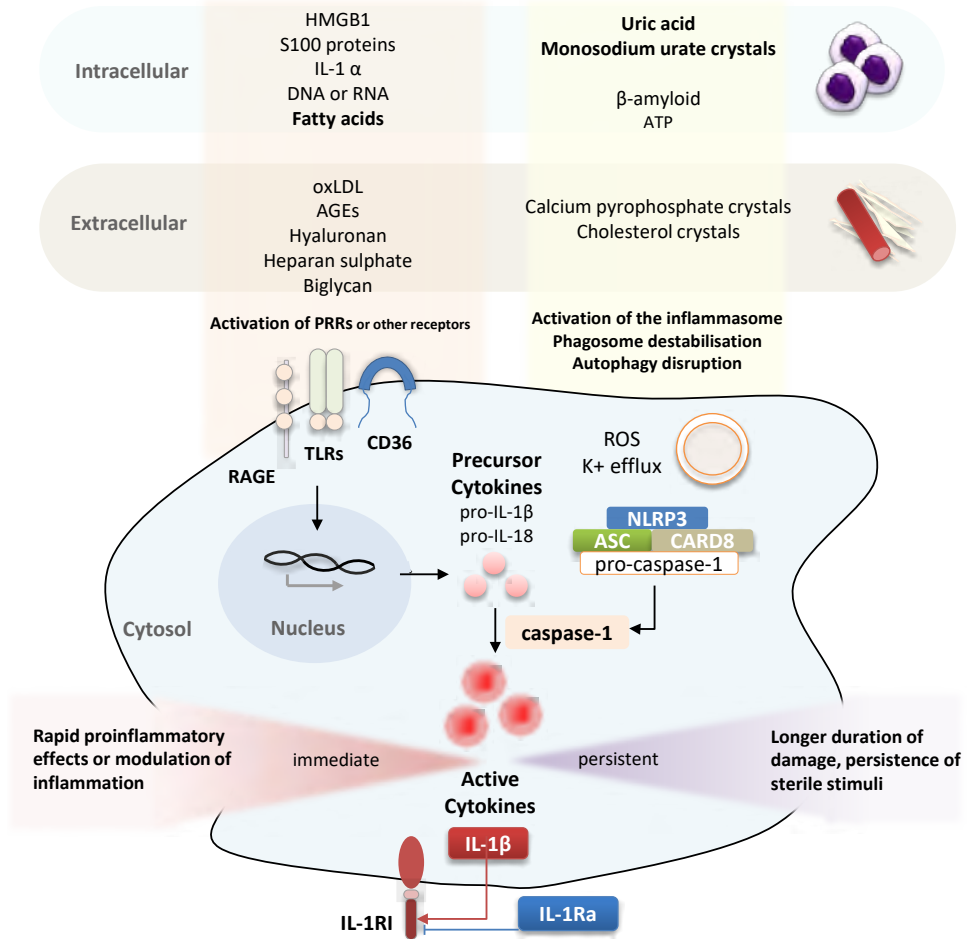 Intracellular
HMGB1
S100 proteins
IL-1 α
DNA or RNA
Fatty acids
Uric acid
Monosodium urate crystals
β-amyloid
ATP
Extracellular
oxLDL
AGEs
Hyaluronan
Heparan sulphate
Biglycan
Calcium pyrophosphate crystals
Cholesterol crystals
Activation of PRRs or other receptors
Activation of the inflammasome
Phagosome destabilisation
Autophagy disruption
RAGE
TLRs
CD36
Precursor
Cytokines
pro-IL-1β
pro-IL-18
ROS
K+ efflux
NLRP3
ASC
CARD8
pro-caspase-1
Cytosol
Nucleus
caspase-1
Rapid proinflammatory
effects or modulation of
inflammation
immediate
persistent
Longer duration of
damage, persistence of
sterile stimuli
Active
Cytokines
IL-1β
IL-1RI
IL-1Ra